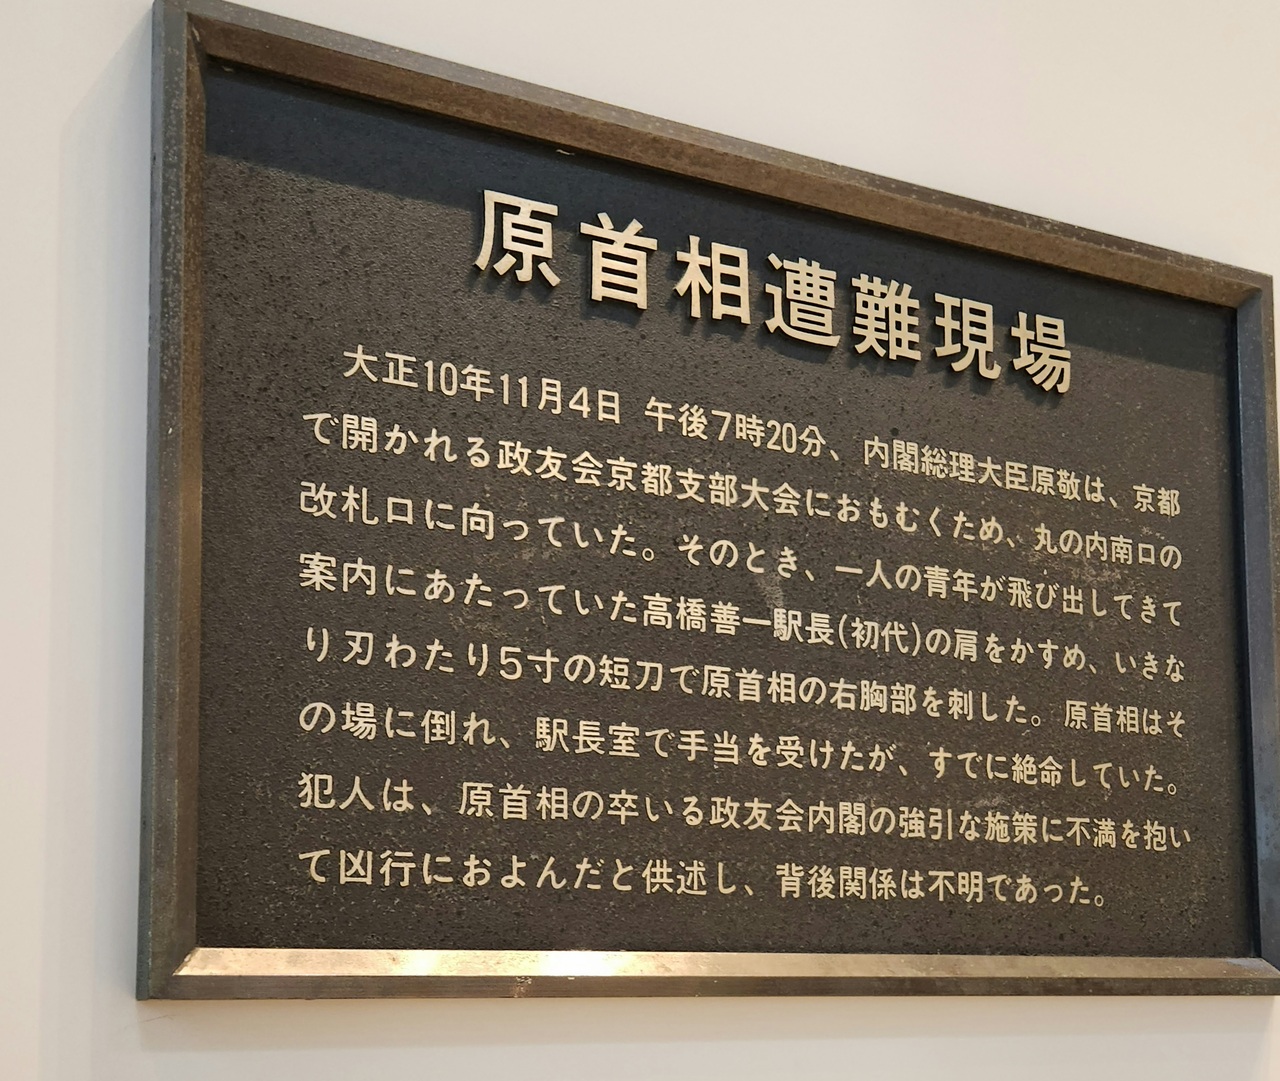 原首相遭難現場
大正10年11月4日 午後7時20分、内閣総理大臣原敬は、京都
で開かれる政友会京都支部大会におもむくため、丸の内南口の
改札口に向っていた。そのとき、一人の青年が飛び出してきて
案内にあたっていた高橋善一駅長(初代)の肩をかすめ、いきな
り刃わたり5寸の短刀で原首相の右胸部を刺した。原首相はそ
の場に倒れ、駅長室で手当を受けたが、すでに絶命していた。
犯人は、原首相の卒いる政友会内閣の強引な施策に不満を抱い
て凶行におよんだと供述し、背後関係は不明であった。